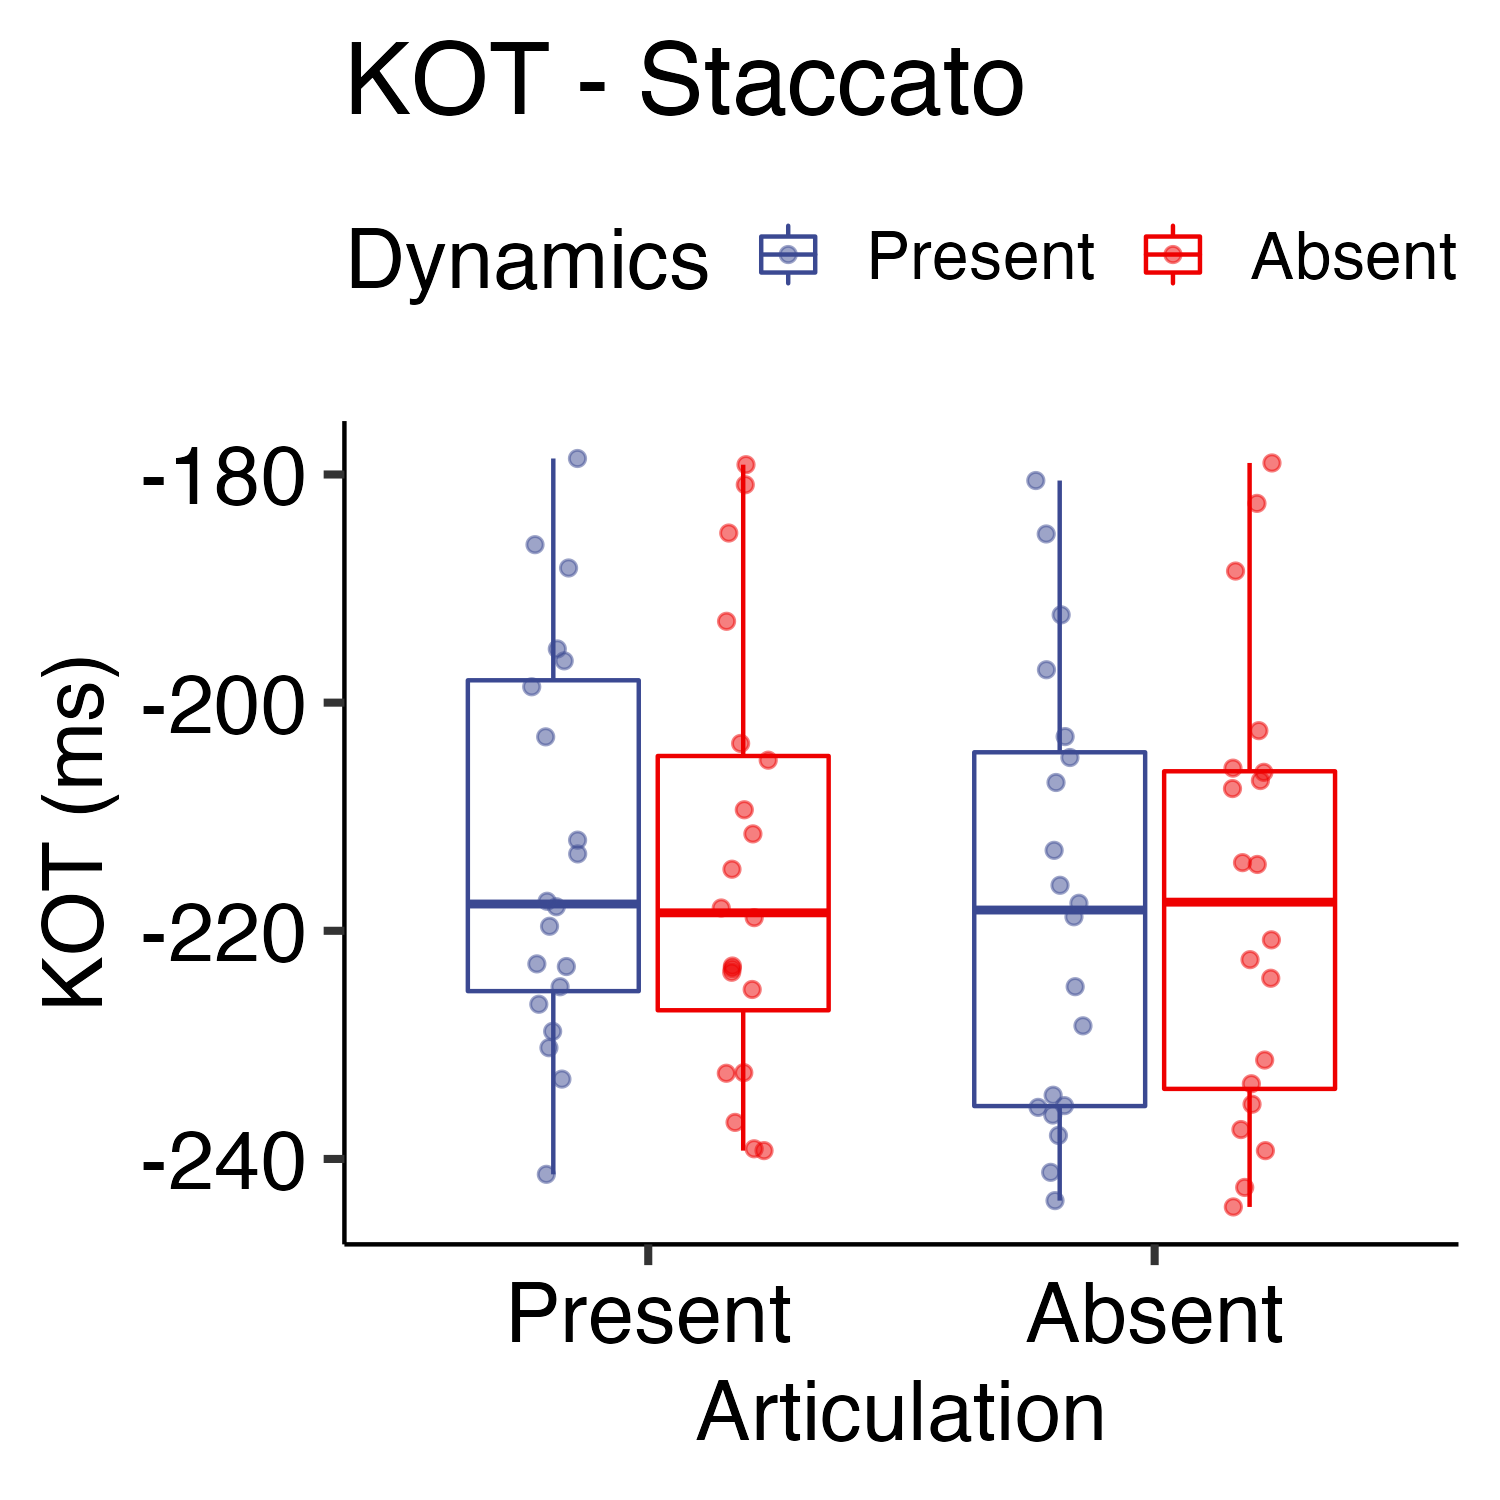 KOT - Staccato
Dynamics Present Absent
KOT (ms)
-180
-200
-220
-240
Present Absent
Articulation